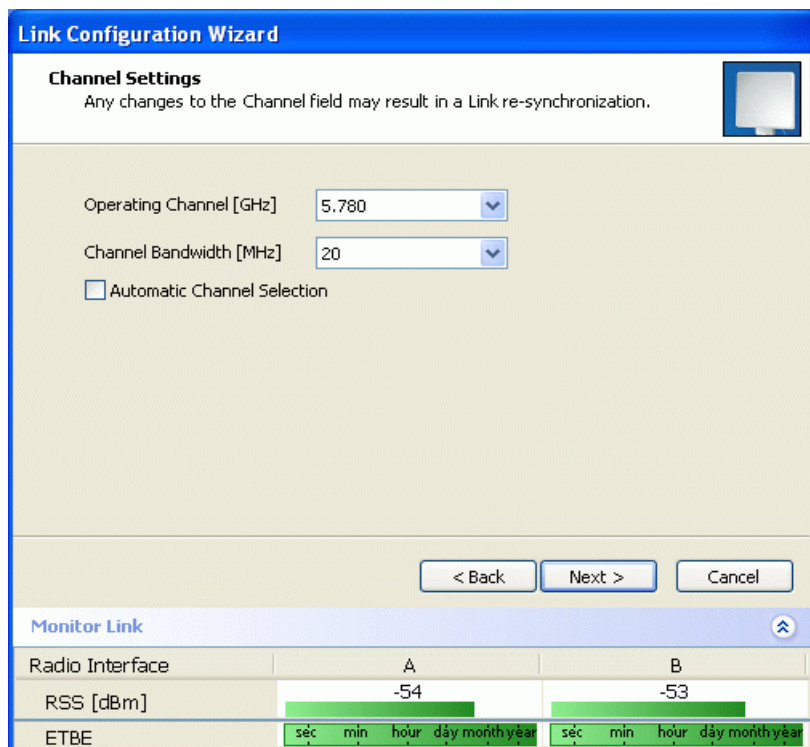 Link Configuration Wizard
Channel Settings
Any changes to the Channel field may result in a Link re-synchronization.
Operating Channel [GHz] 5.780
Channel Bandwidth [MHz] 20
Automatic Channel Selection
< Back Next > Cancel
Monitor Link
Radio Interface A B
RSS [dBm] -54 -53
ETBE sec min hour day month year sec min hour day month year